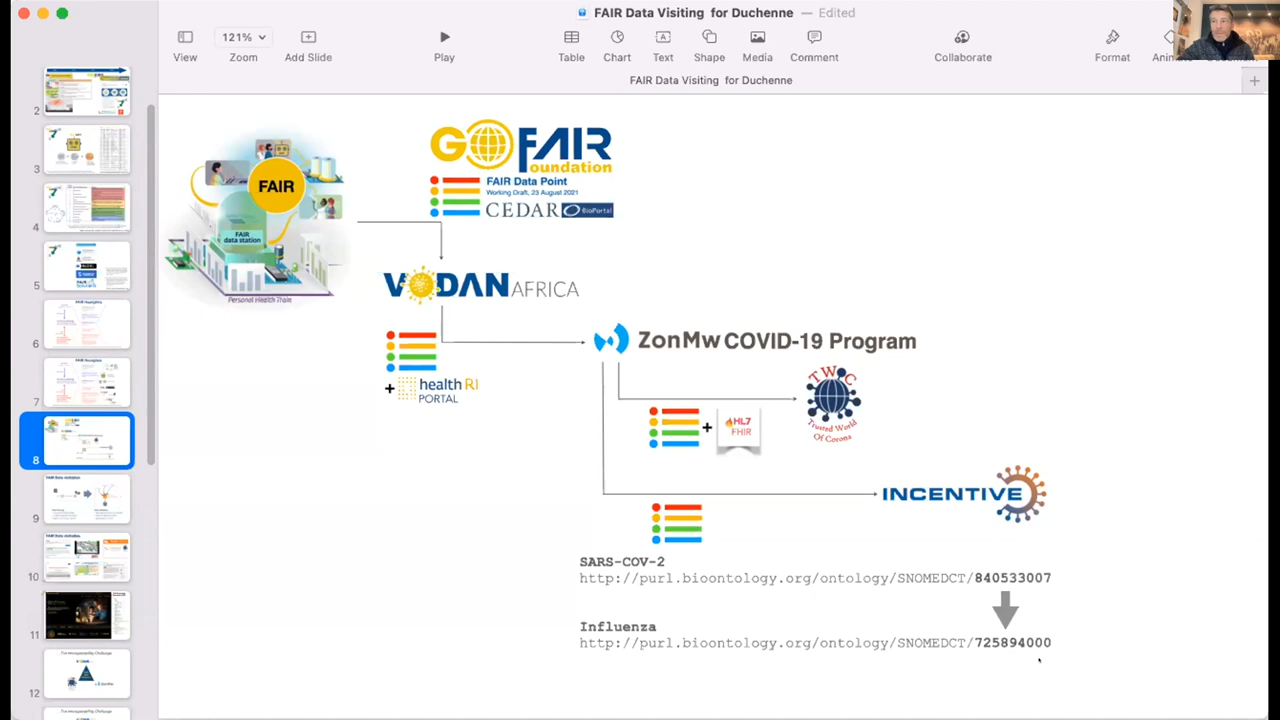 FAIR Data Visiting for Duchenne — Edited
121%
View
Zoom
Add Slide
Play
Table
Chart
Text
Shape
Media
Comment
Collaborate
Format
FAIR Data Visiting for Duchenne
2
3
4
5
6
7
8
9
10
11
12
FAIR
FAIR
data station
Personal Health Train
GO FAIR
Foundation
FAIR Data Point
Working Draft, 23 August 2021
CEDAR BioPortal
VODAN AFRICA
+ health RI
PORTAL
ZonMw COVID-19 Program
TWC
Trusted World
Of Corona
+ HL7
FHIR
INCENTIVE
SARS-COV-2
http://purl.bioontology.org/ontology/SNOMEDCT/840533007
Influenza
http://purl.bioontology.org/ontology/SNOMEDCT/725894000